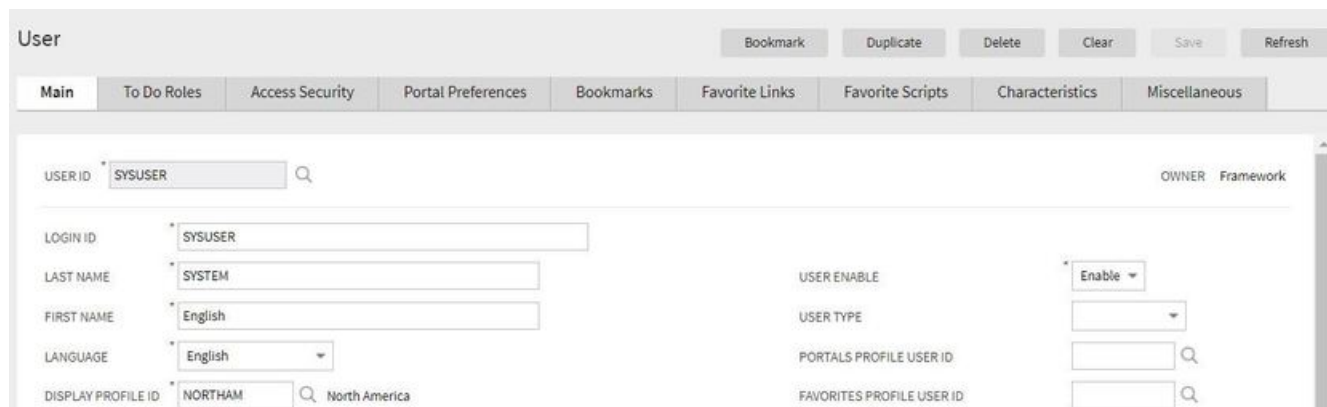 User Bookmark Duplicate Delete Clear Save Refresh
Main To Do Roles Access Security Portal Preferences Bookmarks Favorite Links Favorite Scripts Characteristics Miscellaneous
USER ID * SYSUSER OWNER Framework
LOGIN ID * SYSUSER
LAST NAME * SYSTEM USER ENABLE * Enable
FIRST NAME * English USER TYPE
LANGUAGE * English PORTALS PROFILE USER ID
DISPLAY PROFILE ID * NORTHAM North America FAVORITES PROFILE USER ID